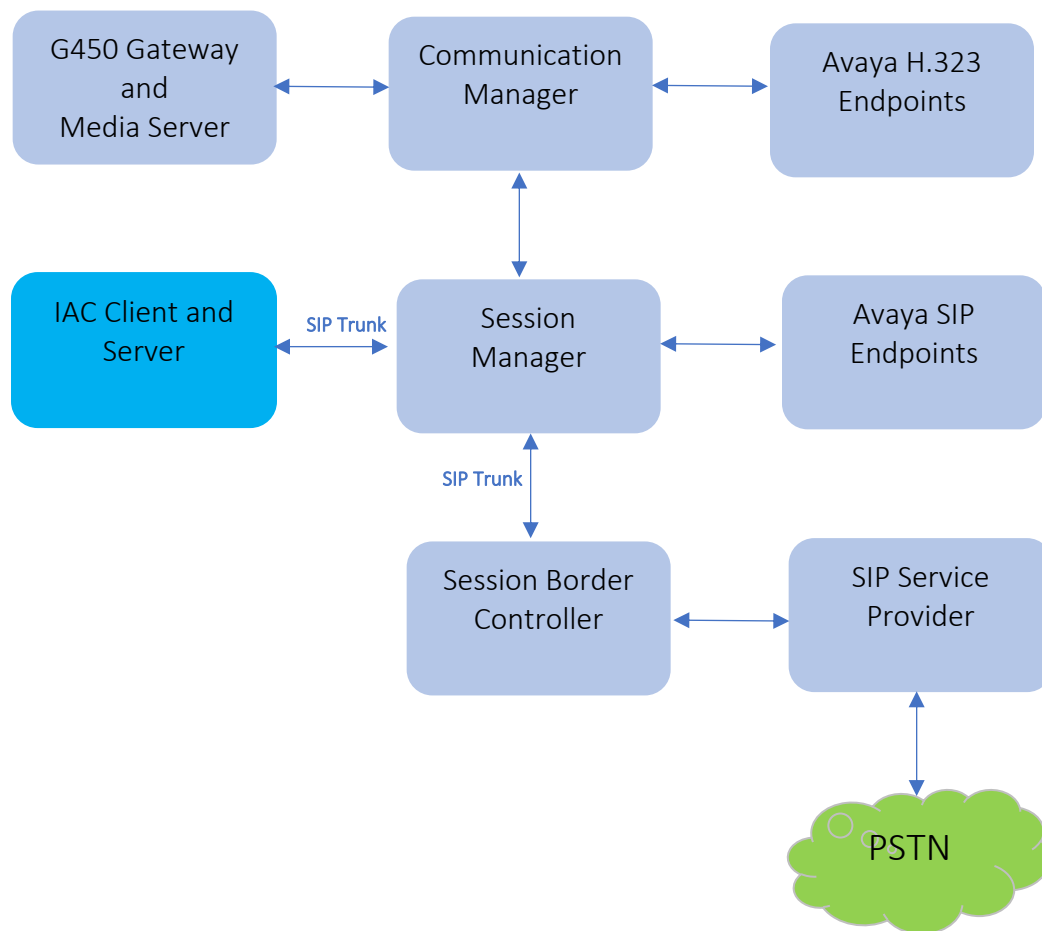 G450 Gateway
and
Media Server
Communication
Manager
Avaya H.323
Endpoints
IAC Client and
Server
SIP Trunk
Session
Manager
Avaya SIP
Endpoints
SIP Trunk
Session Border
Controller
SIP Service
Provider
PSTN